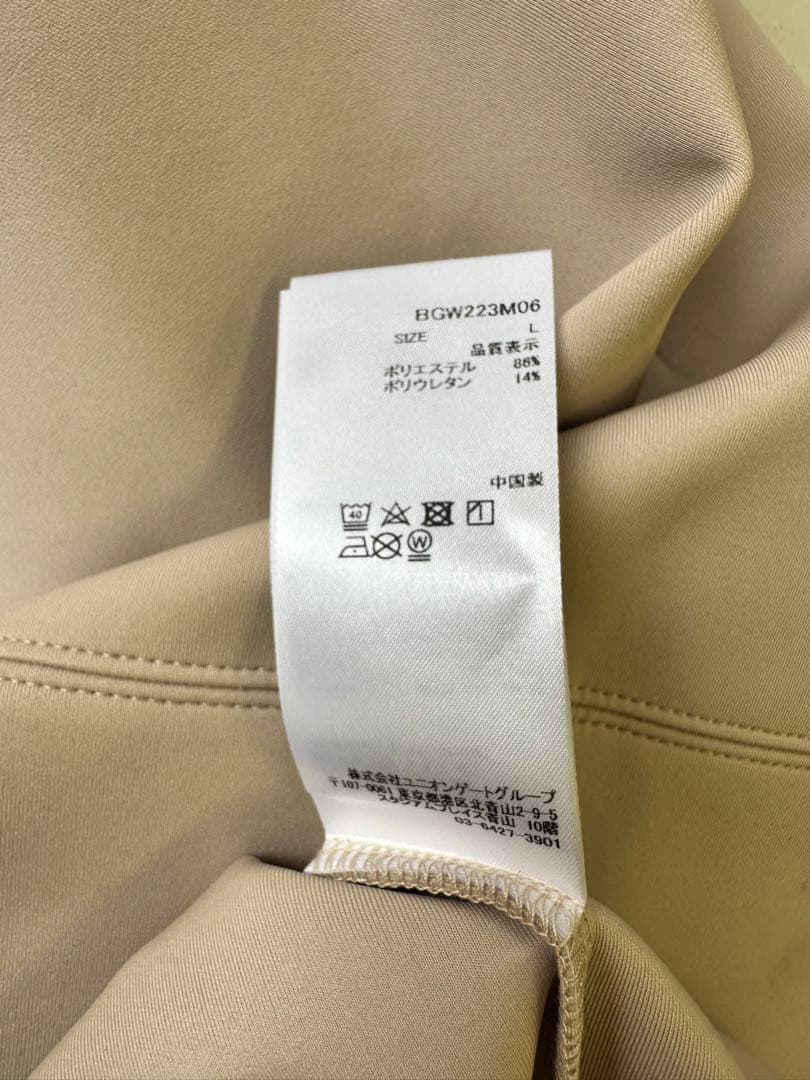 BGW223M06
SIZE L
品質表示
ポリエステル 86%
ポリウレタン 14%
中国製
40
W
株式会社ユニオンゲートグループ
〒107-0061 東京都港区北青山2-9-5
スタジアムプレイス青山 10階
03-6427-3901